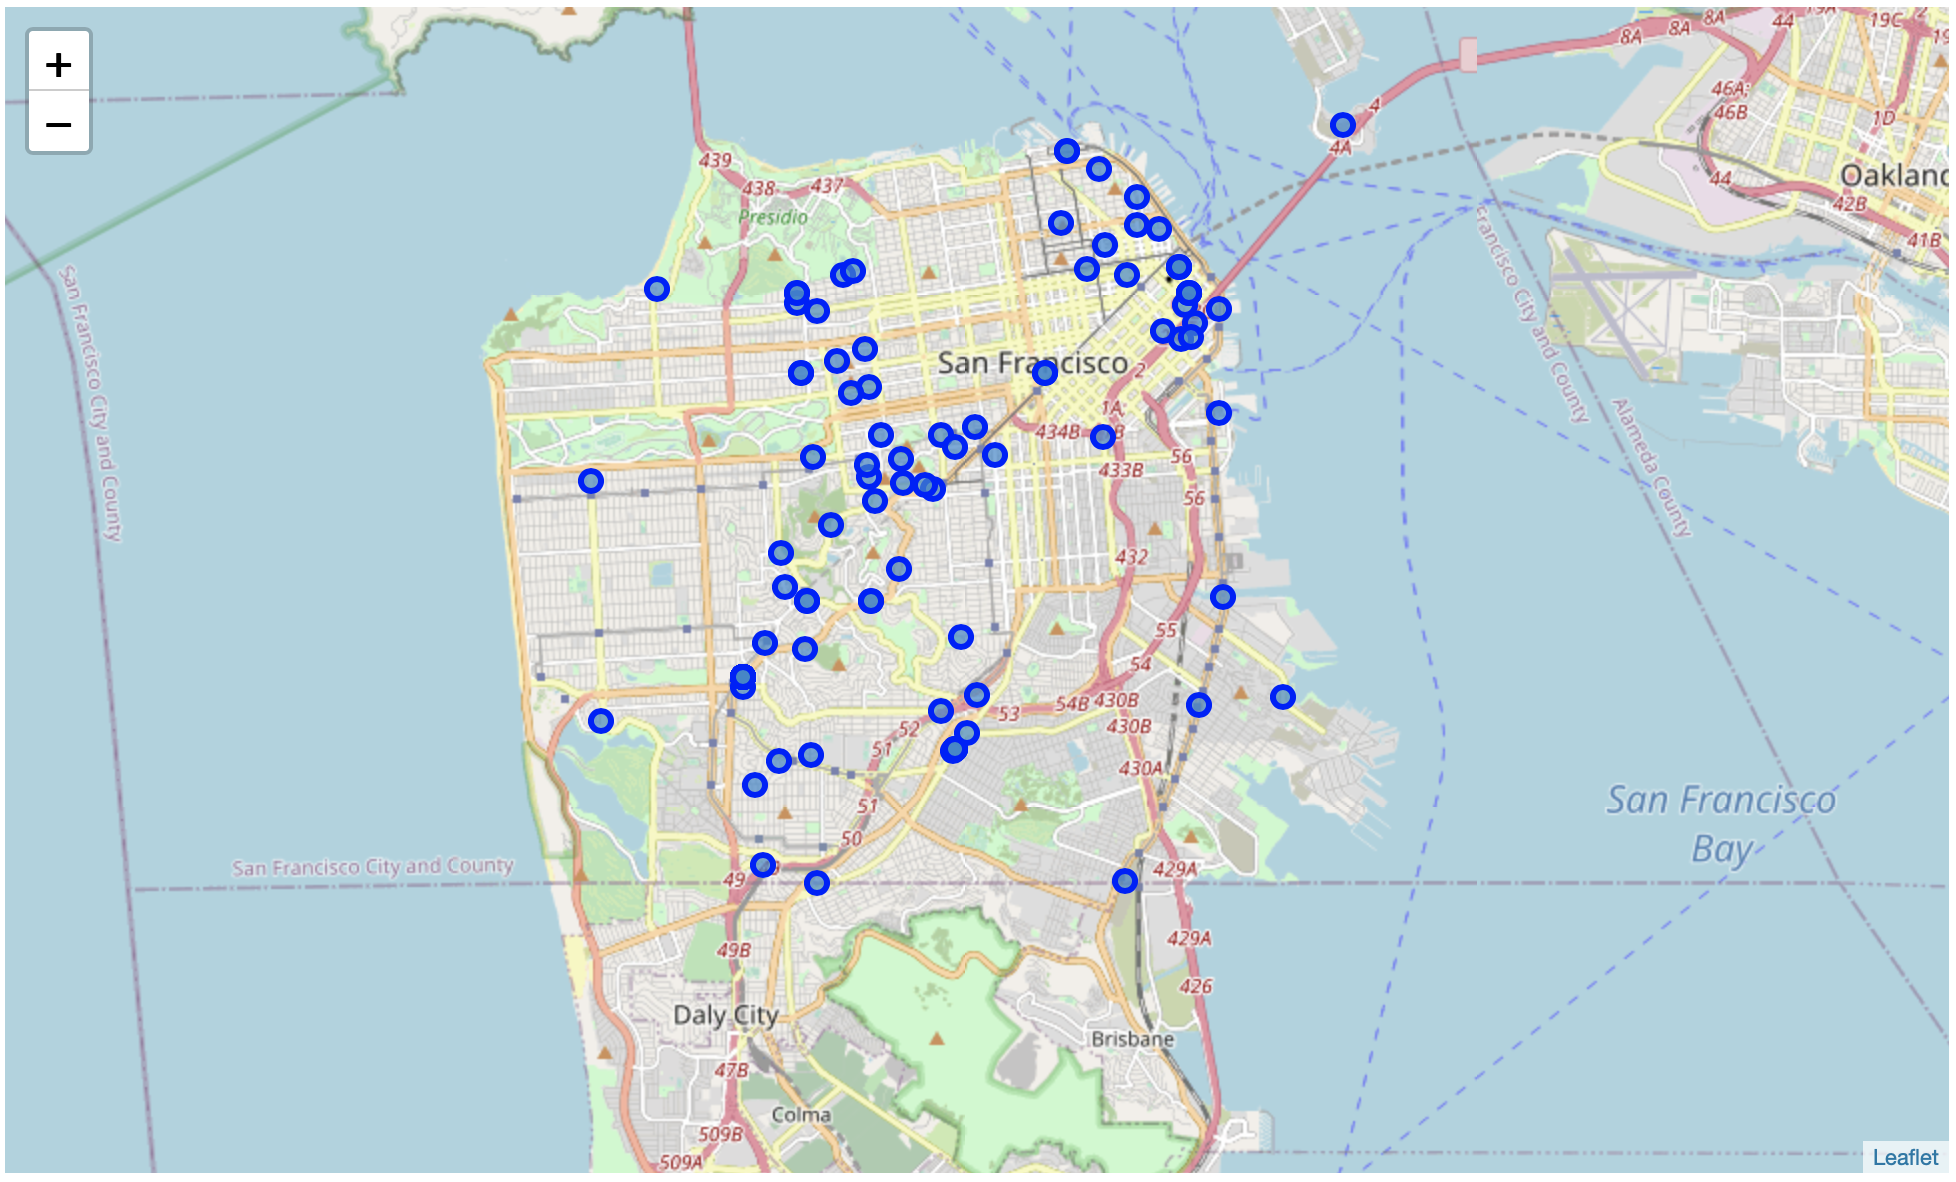 +
−
8A
8A
8A
44
19A
2
19C
19
46A;
46B
4
1D
4A
439
438
437
Presidio
44
Oakland
42B
41B
San Francisco City and County
Francisco City and County
San Francisco
2
1A;
434B
B
433B
56
56
Alameda County
432
55
54
54B
430B
53
52
430B
51
430A
51
San Francisco
Bay
50
San Francisco City and County
49
429A
49B
429A
426
Daly City
Brisbane
47B
Colma
509B
509A
Leaflet